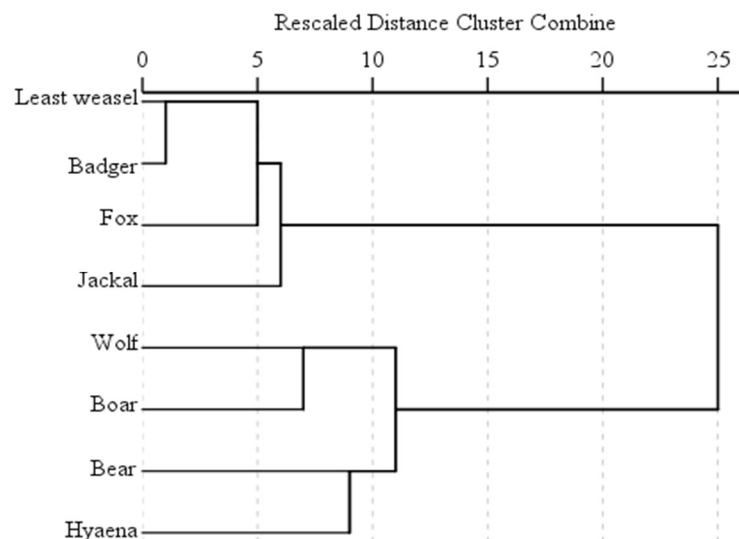 Rescaled Distance Cluster Combine
0 5 10 15 20 25
Least weasel
Badger
Fox
Jackal
Wolf
Boar
Bear
Hyaena